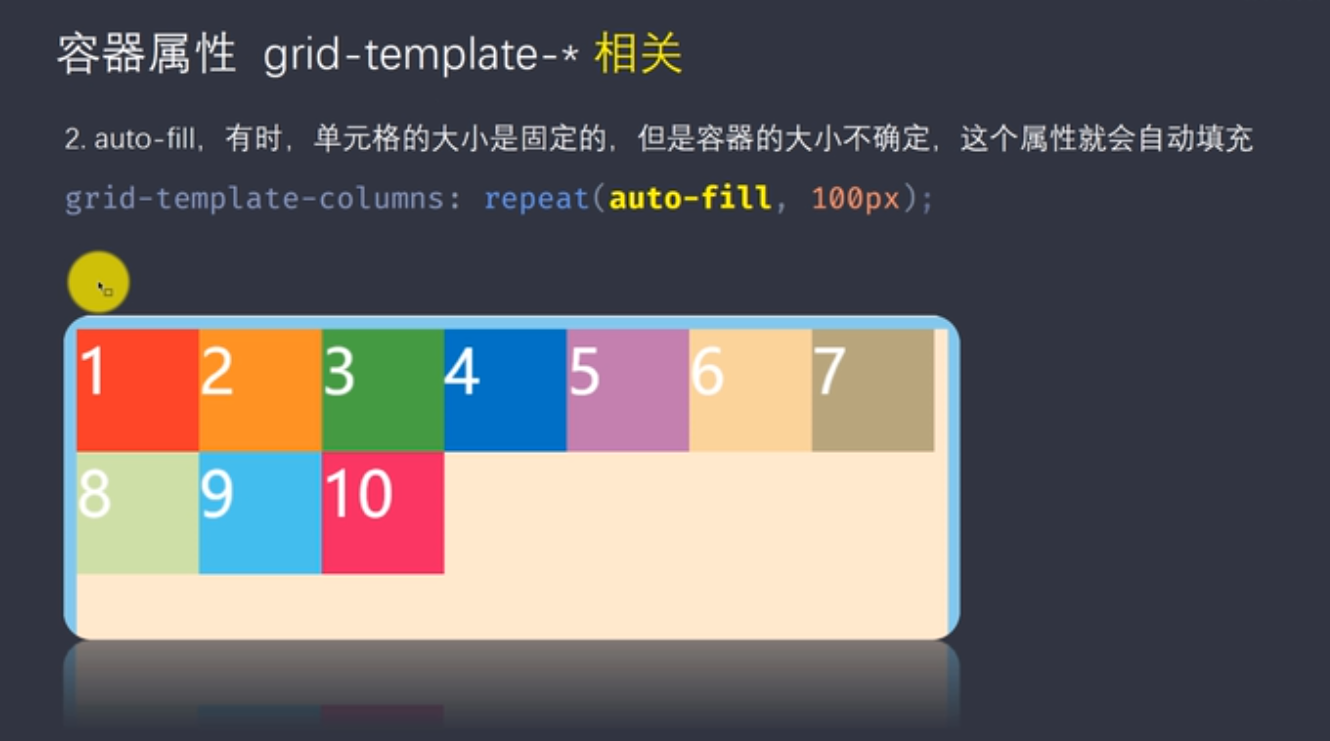 容器属性 grid-template-* 相关
2. auto-fill，有时，单元格的大小是固定的，但是容器的大小不确定，这个属性就会自动填充
grid-template-columns: repeat(auto-fill, 100px);
1 2 3 4 5 6 7
8 9 10